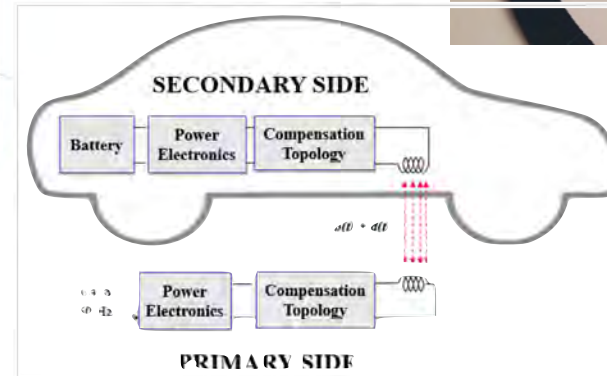 SECONDARY SIDE
Battery
Power
Electronics
Compensation
Topology
Power
Electronics
Compensation
Topology
PRIMARY SIDE